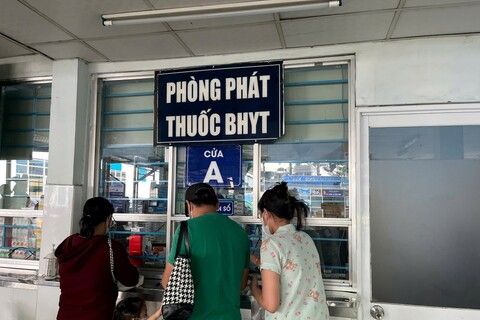 PHÒNG PHÁT
THUỐC BHYT
CỬA
A
SỐ